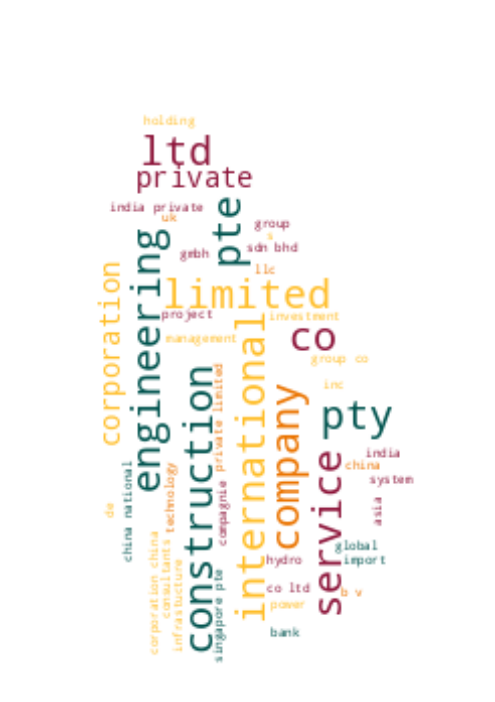 holding
ltd
private
india private
uk
pte
group
s
sdn bhd
gmbh
llc
engineering
corporation
limited
project
investment
international
co
management
group co
construction
private limited
inc
company
pty
service
india
china
system
asia
compagnie
technology
china national
de
corporation china
consultants
infrastucture
singapore pte
global
import
hydro
co ltd
b v
power
bank